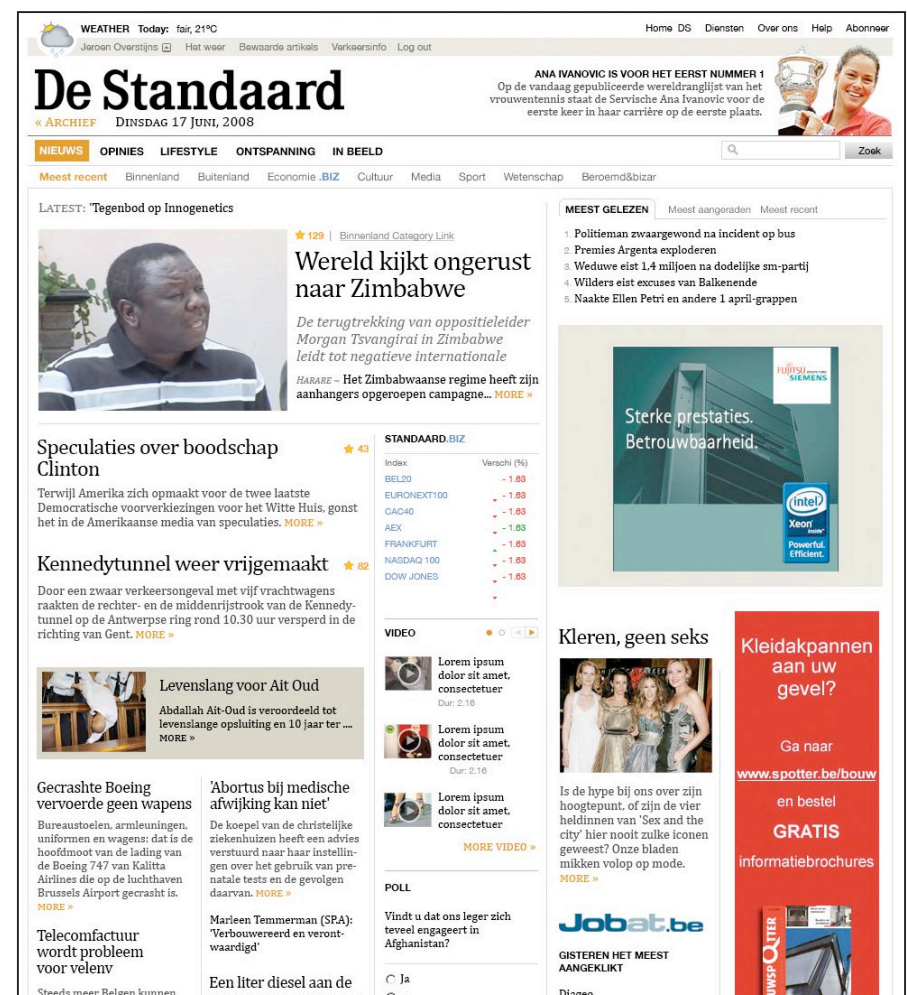 WEATHER Today: fair, 21°C
Home DS Diensten Over ons Help Abonneer
Jeroen Overstijns Het weer Bewaarde artikels Verkeersinfo Log out
De Standaard
« ARCHIEF DINSDAG 17 JUNI, 2008
ANA IVANOVIC IS VOOR HET EERST NUMMER 1
Op de vandaag gepubliceerde wereldranglijst van het
vrouwentennis staat de Servische Ana Ivanovic voor de
eerste keer in haar carrière op de eerste plaats.
NIEUWS OPINIES LIFESTYLE ONTSPANNING IN BEELD
Zoek
Meest recent Binnenland Buitenland Economie .BIZ Cultuur Media Sport Wetenschap Beroemd&bizar
LATEST: 'Tegenbod op Innogenetics
129 | Binnenland Category Link
Wereld kijkt ongerust
naar Zimbabwe
De terugtrekking van oppositieleider
Morgan Tsvangirai in Zimbabwe
leidt tot negatieve internationale
HARARE ~ Het Zimbabwaanse regime heeft zijn
aanhangers opgeroepen campagne... MORE »
MEEST GELEZEN Meest aangeraden Meest recent
1. Politieman zwaargewond na incident op bus
2. Premies Argenta exploderen
3. Weduwe eist 1,4 miljoen na dodelijke sm-partij
4. Wilders eist excuses van Balkenende
5. Naakte Ellen Petri en andere 1 april-grappen
FUJITSU
SIEMENS
Sterke prestaties.
Betrouwbaarheid.
intel
Xeon
inside
Powerful.
Efficient.
Speculaties over boodschap
Clinton
43
Terwijl Amerika zich opmaakt voor de twee laatste
Democratische voorverkiezingen voor het Witte Huis, gonst
het in de Amerikaanse media van speculaties. MORE »
Kennedytunnel weer vrijgemaakt 82
Door een zwaar verkeersongeval met vijf vrachtwagens
raakten de rechter- en de middenrijstrook van de Kennedy-
tunnel op de Antwerpse ring rond 10.30 uur versperd in de
richting van Gent. MORE »
Levenslang voor Ait Oud
Abdallah Ait-Oud is veroordeeld tot
levenslange opsluiting en 10 jaar ter ....
MORE »
Gecrashte Boeing
vervoerde geen wapens
Bureaustoelen, armleuningen,
uniformen en wagens: dat is de
hoofdmoot van de lading van
de Boeing 747 van Kalitta
Airlines die op de luchthaven
Brussels Airport gecrasht is.
MORE »
Telecomfactuur
wordt probleem
voor velenv
Steeds meer Belgen kunnen
'Abortus bij medische
afwijking kan niet'
De koepel van de christelijke
ziekenhuizen heeft een advies
verstuurd naar haar instellin-
gen over het gebruik van pre-
natale tests en de gevolgen
daarvan. MORE »
Marleen Temmerman (SP.A):
'Verbouwereerd en veront-
waardigd'
Een liter diesel aan de
STANDAARD.BIZ
Index Verschi (%)
BEL20 - 1.63
EURONEXT100 - 1.63
CAC40 - 1.63
AEX - 1.63
FRANKFURT - 1.63
NASDAQ 100 - 1.63
DOW JONES - 1.63
VIDEO
Lorem ipsum
dolor sit amet,
consectetuer
Dur: 2.16
Lorem ipsum
dolor sit amet,
consectetuer
Dur: 2.16
Lorem ipsum
dolor sit amet,
consectetuer
MORE VIDEO »
POLL
Vindt u dat ons leger zich
teveel engageert in
Afghanistan?
Ja
Kleren, geen seks
Is de hype bij ons over zijn
hoogtepunt, of zijn de vier
heldinnen van 'Sex and the
city' hier nooit zulke iconen
geweest? Onze bladen
mikken volop op mode.
MORE »
Jobat.be
GISTEREN HET MEEST
AANGEKLIKT
Diageo
Kleidakpannen
aan uw
gevel?
Ga naar
www.spotter.be/bouw
en bestel
GRATIS
informatiebrochures